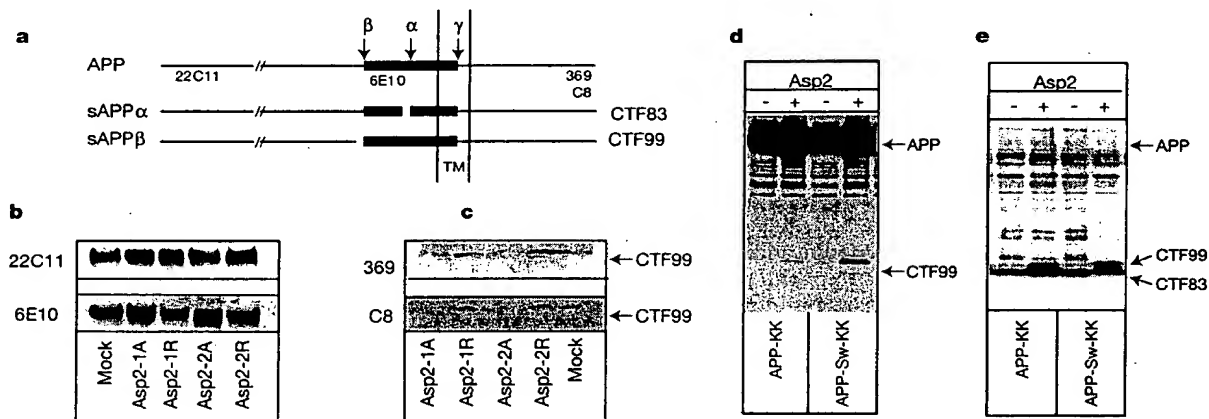 a
β α γ
APP
22C11 6E10 369
C8
sAPPα CTF83
sAPPβ CTF99
TM
b
22C11
6E10
Mock Asp2-1A Asp2-1R Asp2-2A Asp2-2R
c
369 CTF99
C8 CTF99
Asp2-1A Asp2-1R Asp2-2A Asp2-2R Mock
d
Asp2
- + - +
APP
CTF99
APP-KK APP-Sw-KK
e
Asp2
- + - +
APP
CTF99
CTF83
APP-KK APP-Sw-KK